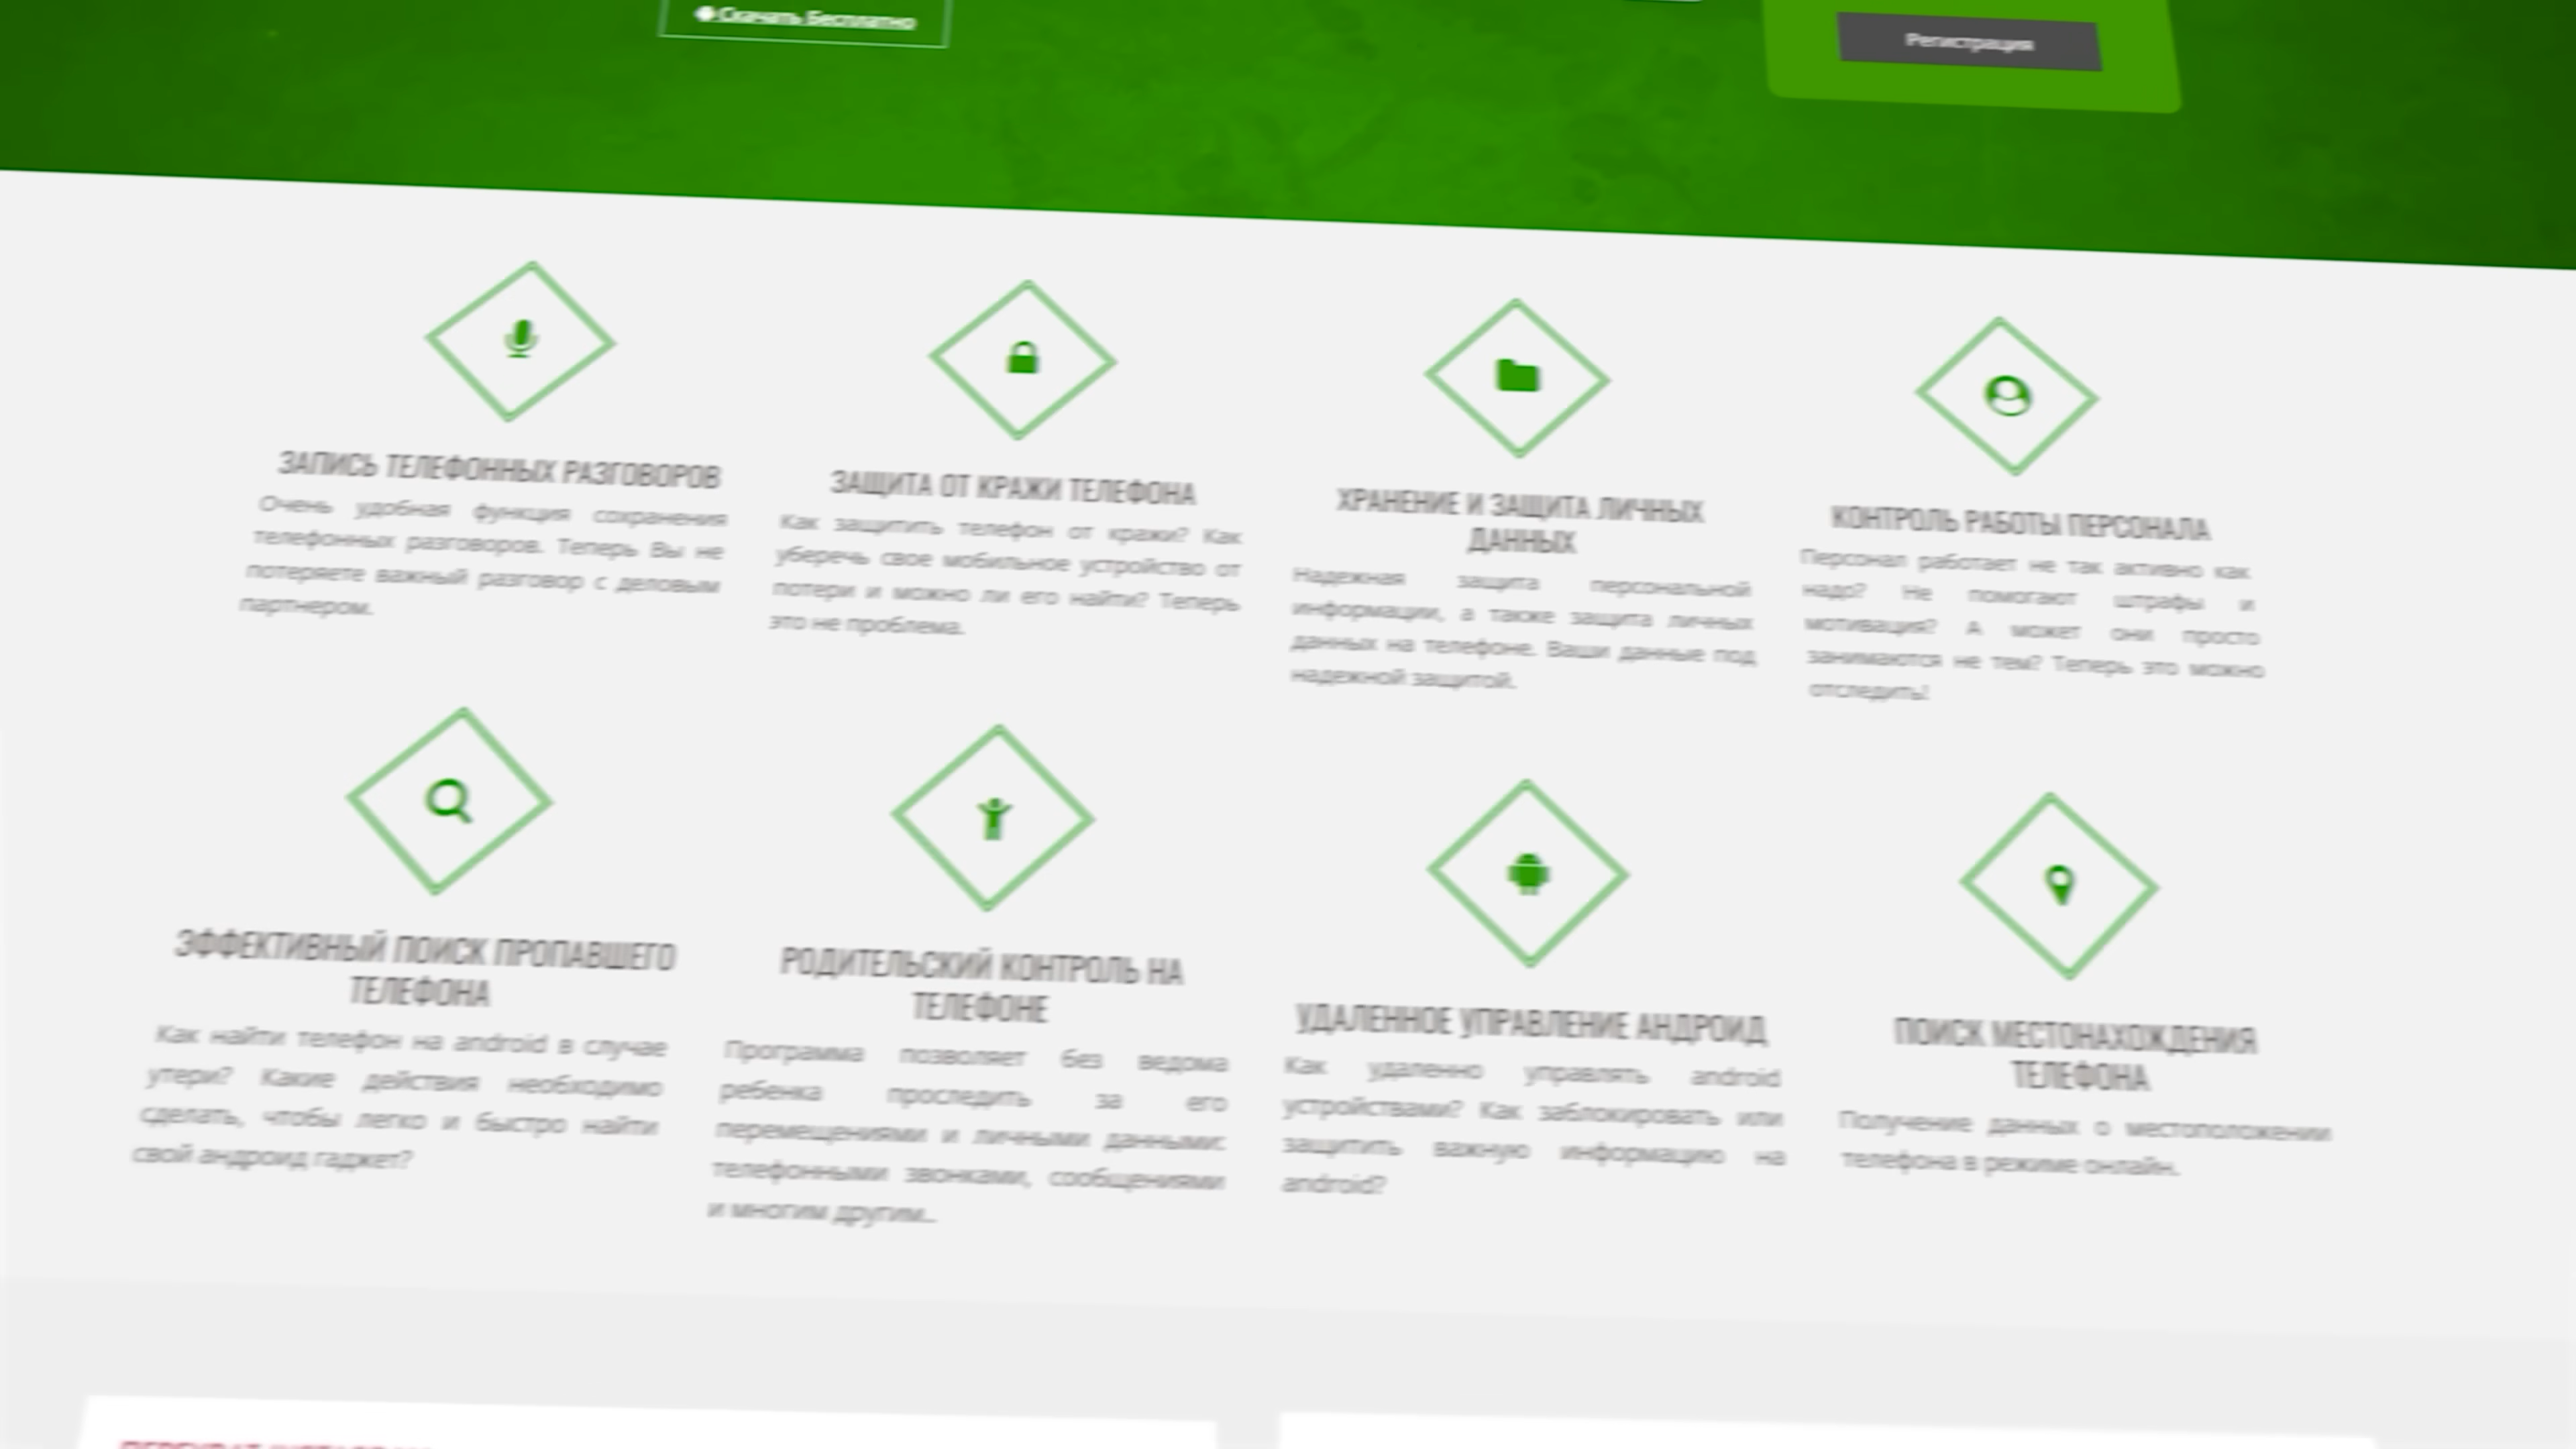 Скачать Бесплатно
Регистрация
ЗАПИСЬ ТЕЛЕФОННЫХ РАЗГОВОРОВ
Очень удобная функция сохранения
телефонных разговоров. Теперь Вы не
потеряете важный разговор с деловым
партнером.
ЗАЩИТА ОТ КРАЖИ ТЕЛЕФОНА
Как защитить телефон от кражи? Как
уберечь свое мобильное устройство от
потери и можно ли его найти? Теперь
это не проблема.
ХРАНЕНИЕ И ЗАЩИТА ЛИЧНЫХ
ДАННЫХ
Надежная защита персональной
информации, а также защита личных
данных на телефоне. Ваши данные под
надежной защитой.
КОНТРОЛЬ РАБОТЫ ПЕРСОНАЛА
Персонал работает не так активно как
надо? Не помогают штрафы и
мотивация? А может они просто
занимаются не тем? Теперь это можно
отследить!
ЭФФЕКТИВНЫЙ ПОИСК ПРОПАВШЕГО
ТЕЛЕФОНА
Как найти телефон на android в случае
утери? Какие действия необходимо
сделать, чтобы легко и быстро найти
свой андроид гаджет?
РОДИТЕЛЬСКИЙ КОНТРОЛЬ НА
ТЕЛЕФОНЕ
Программа позволяет без ведома
ребенка проследить за его
перемещениями и личными данными:
телефонными звонками, сообщениями
и многим другим...
УДАЛЕННОЕ УПРАВЛЕНИЕ АНДРОИД
Как удаленно управлять android
устройствами? Как заблокировать или
защитить важную информацию на
android?
ПОИСК МЕСТОНАХОЖДЕНИЯ
ТЕЛЕФОНА
Получение данных о местоположении
телефона в режиме онлайн.